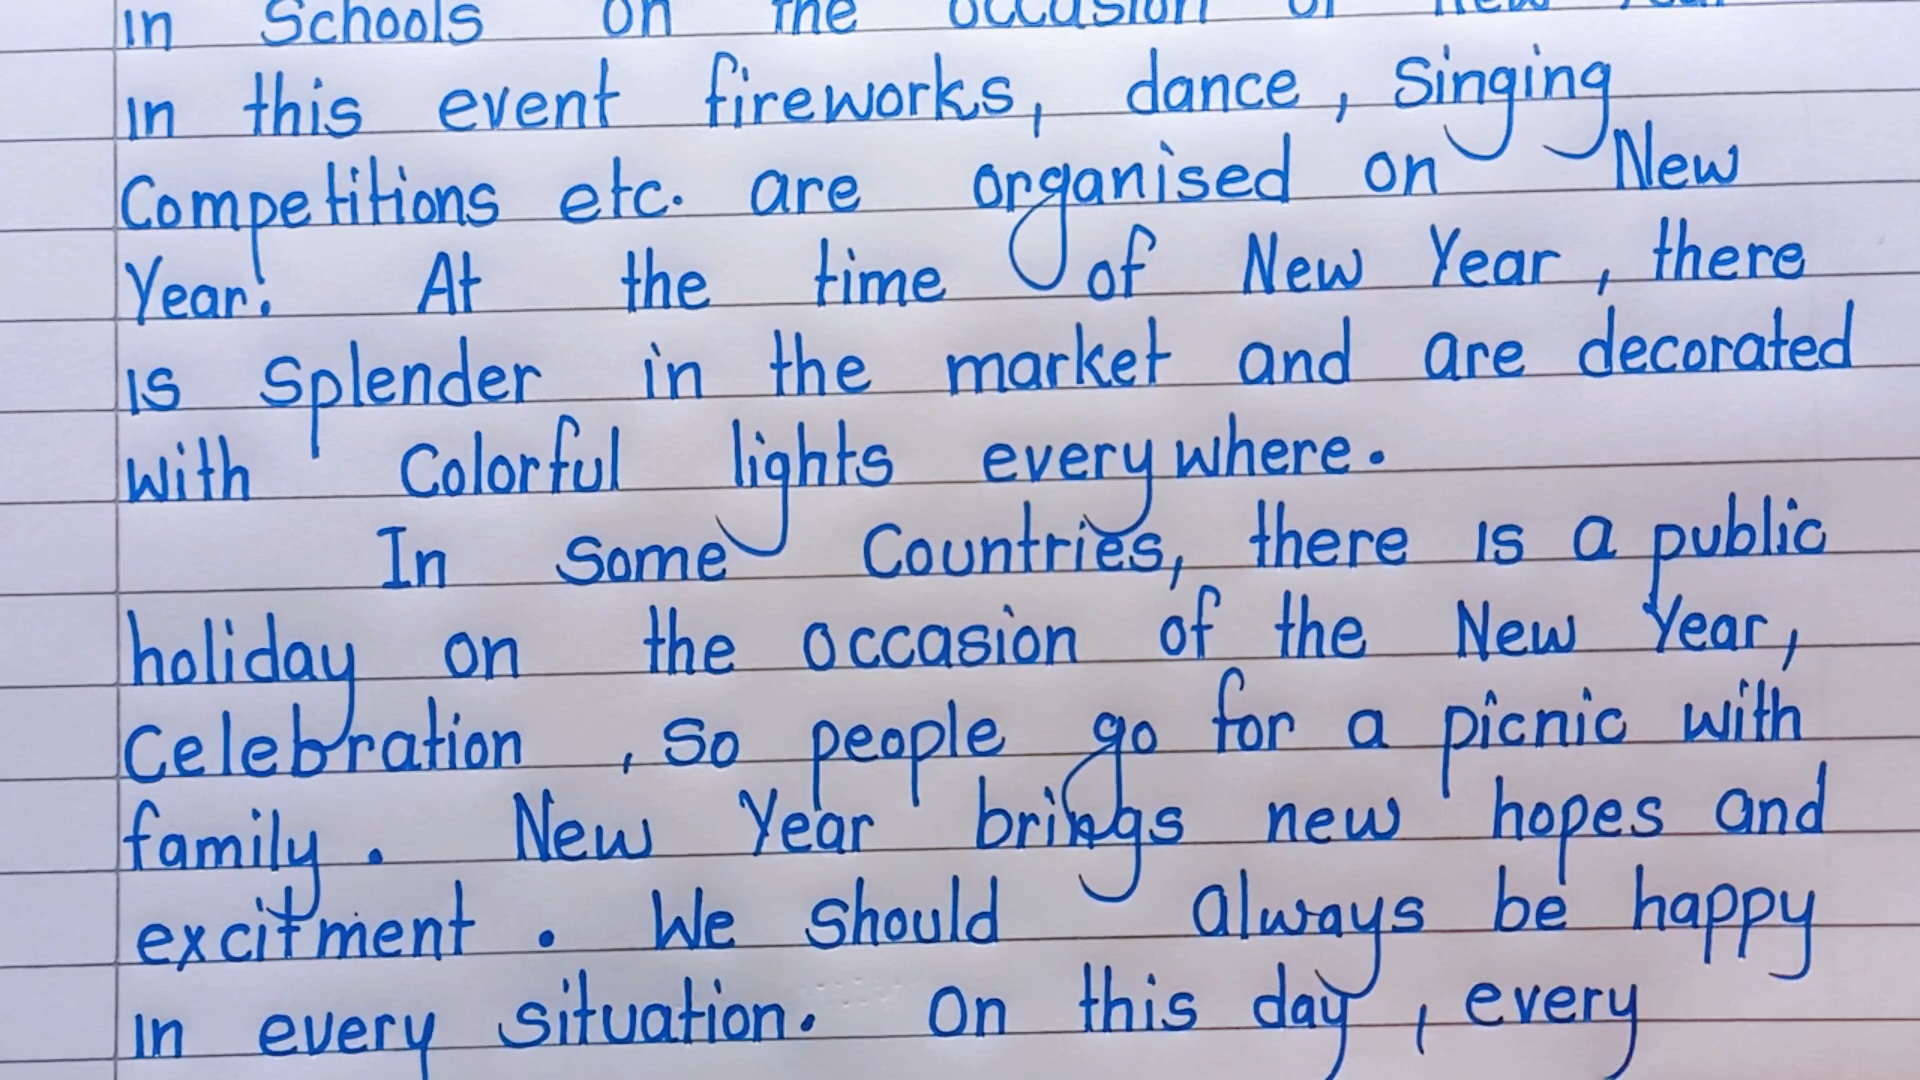 in Schools on the occasion of New Year
in this event fireworks, dance, Singing
Competitions etc. are organised on New
Year. At the time of New Year, there
is Splender in the market and are decorated
with Colorful lights everywhere.
In Some Countries, there is a public
holiday on the occasion of the New Year,
Celebration , So people go for a picnic with
family. New Year brings new hopes and
excitment. We should always be happy
in every situation. On this day, every